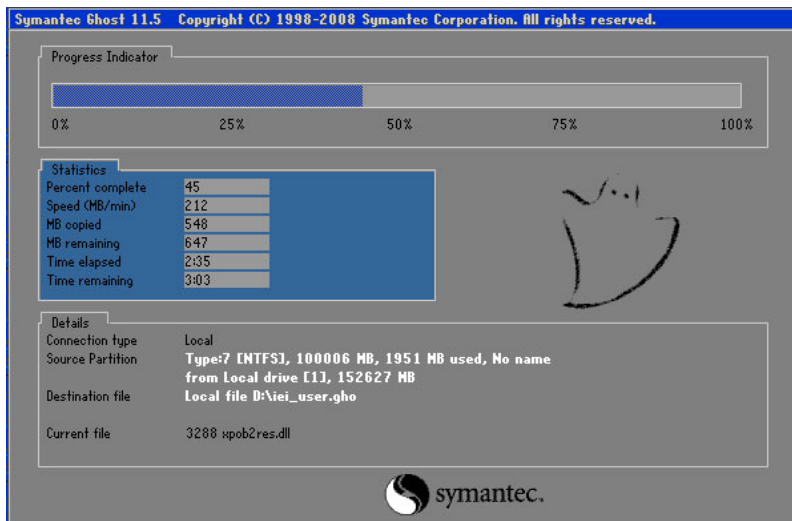 Symantec Ghost 11.5 Copyright (C) 1998-2008 Symantec Corporation. All rights reserved.
Progress Indicator
0% 25% 50% 75% 100%
Statistics
Percent complete 45
Speed (MB/min) 212
MB copied 548
MB remaining 647
Time elapsed 2:35
Time remaining 3:03
Details
Connection type Local
Source Partition Type:7 [NTFS], 100006 MB, 1951 MB used, No name
from Local drive [1], 152627 MB
Destination file Local file D:\iei_user.gho
Current file 3288 xpob2res.dll
symantec.